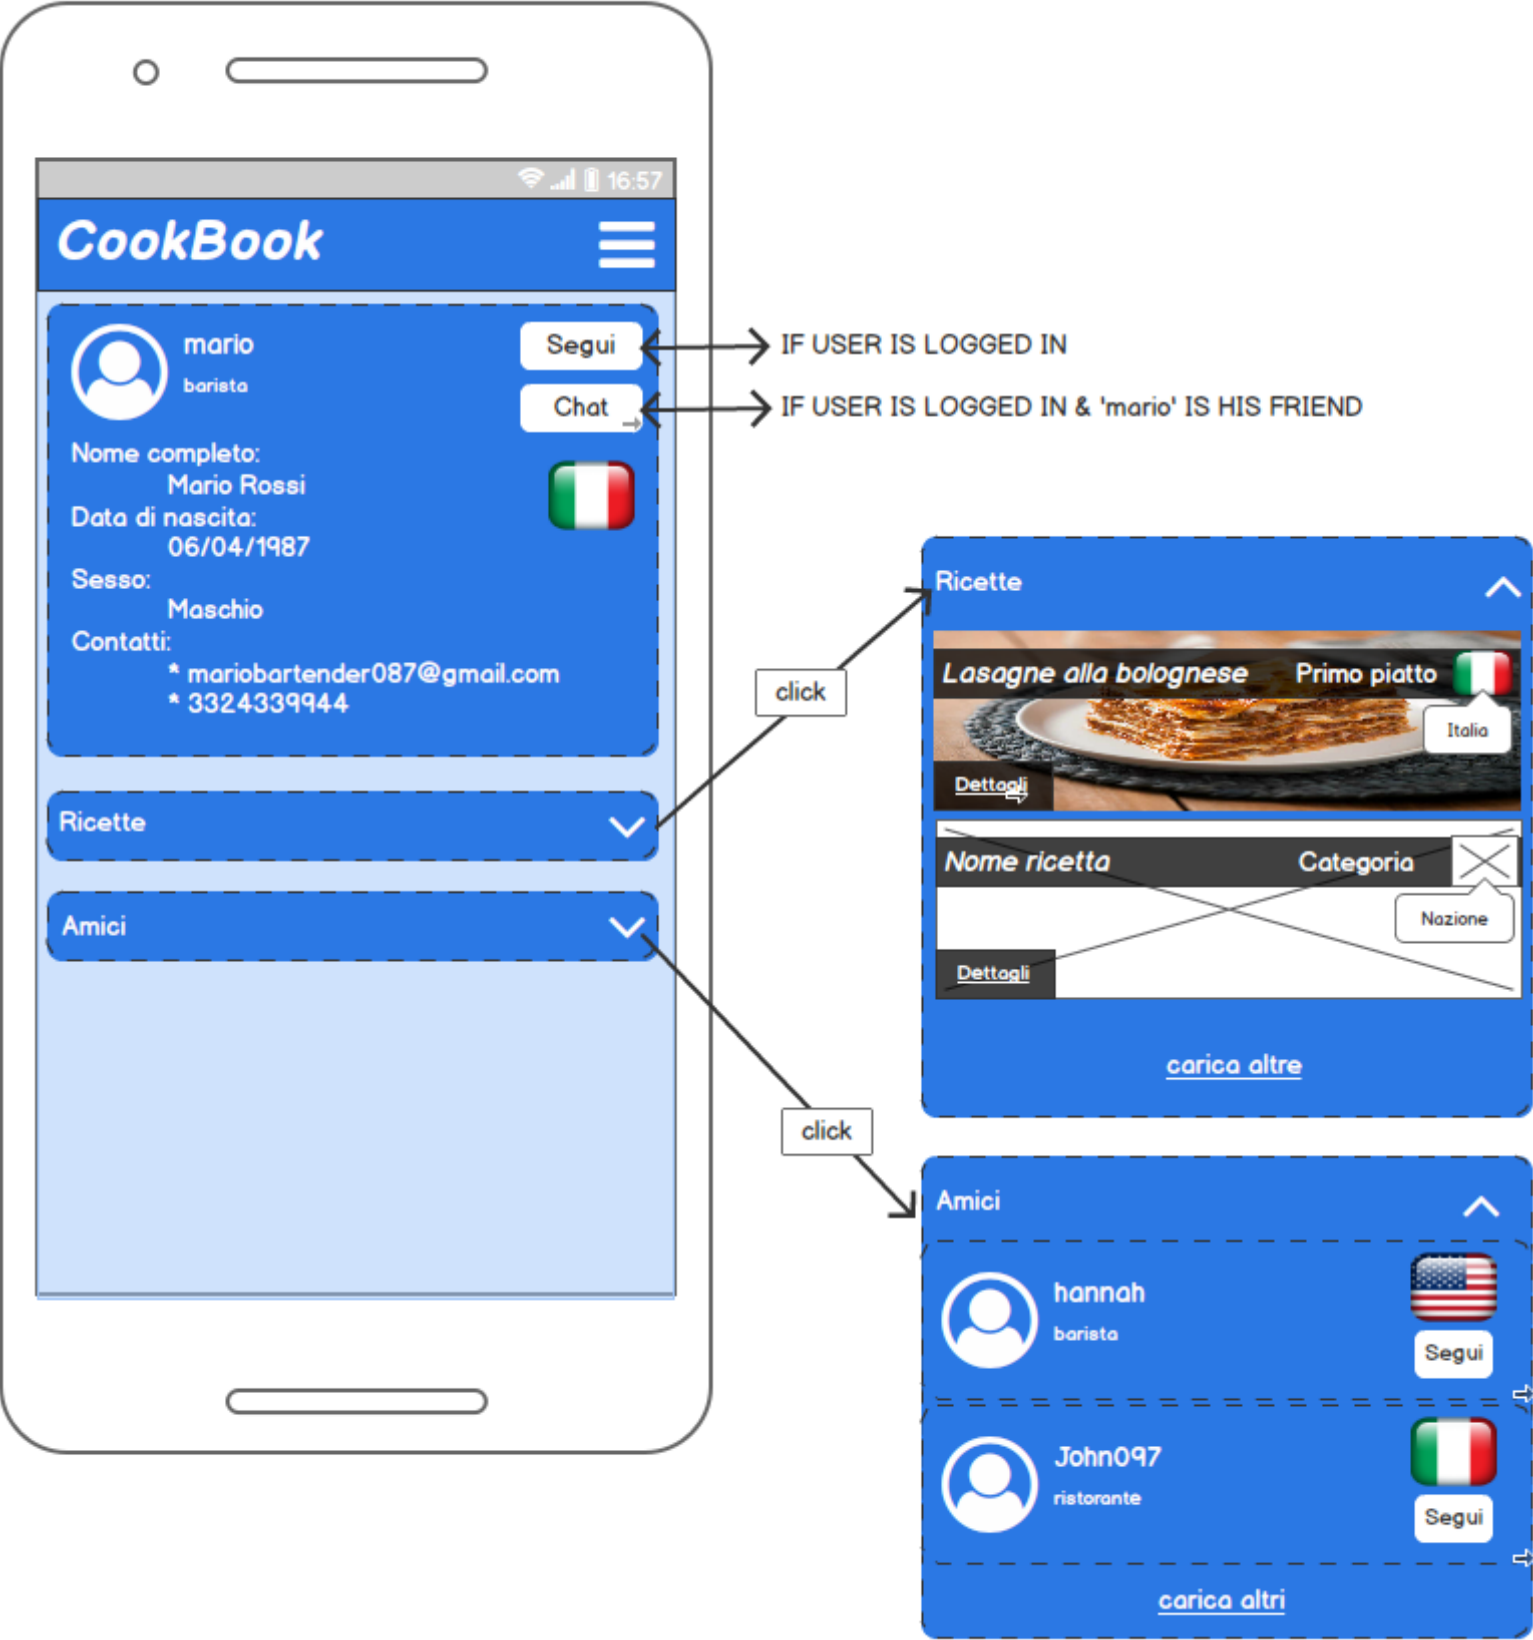 16:57
CookBook
mario
barista
Segui
Chat
Nome completo:
Mario Rossi
Data di nascita:
06/04/1987
Sesso:
Maschio
Contatti:
* mariobartender087@gmail.com
* 3324339944
Ricette
Amici
IF USER IS LOGGED IN
IF USER IS LOGGED IN & 'mario' IS HIS FRIEND
click
click
Ricette
Lasagne alla bolognese Primo piatto
Italia
Dettagli
Nome ricetta Categoria
Nazione
Dettagli
carica altre
Amici
hannah
barista
Segui
John097
ristorante
Segui
carica altri